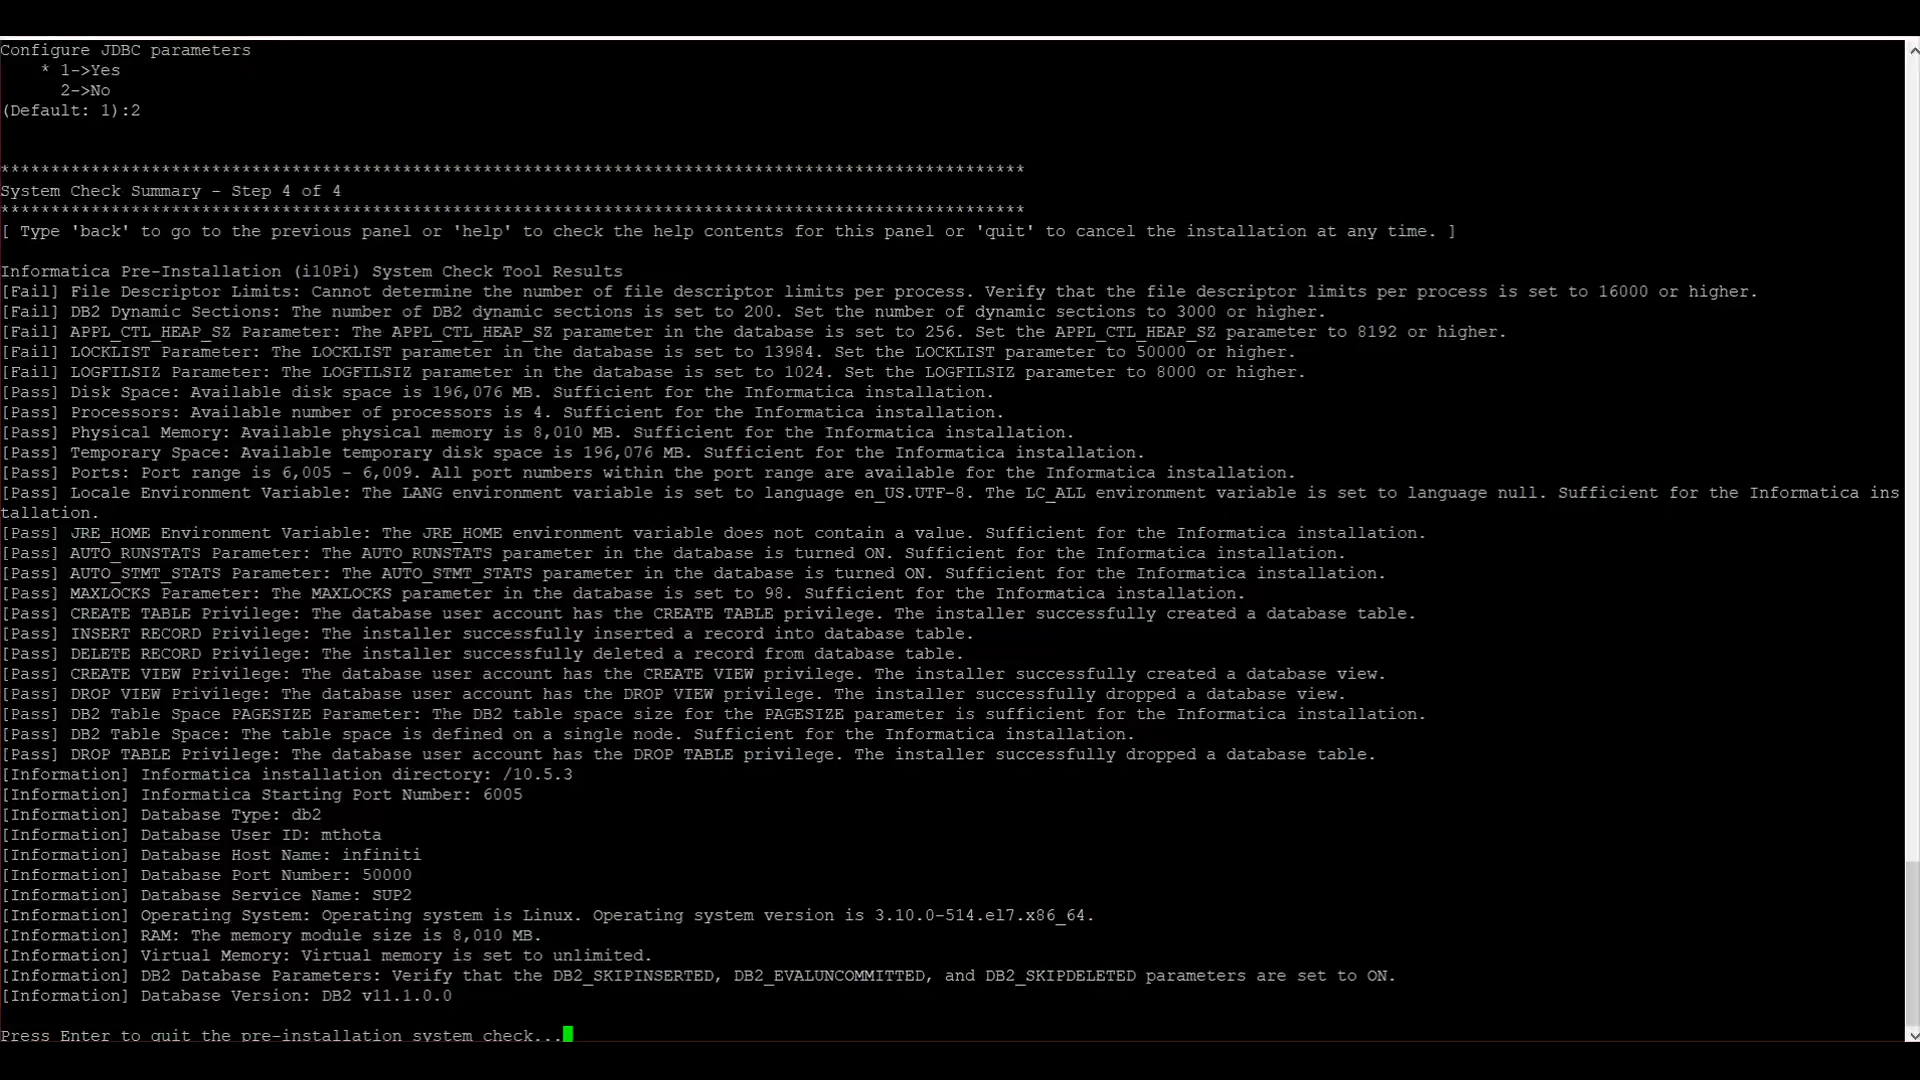 Configure JDBC parameters
* 1->Yes
2->No
(Default: 1):2
******************************************************************************************************
System Check Summary - Step 4 of 4
******************************************************************************************************
[ Type 'back' to go to the previous panel or 'help' to check the help contents for this panel or 'quit' to cancel the installation at any time. ]
Informatica Pre-Installation (i10Pi) System Check Tool Results
[Fail] File Descriptor Limits: Cannot determine the number of file descriptor limits per process. Verify that the file descriptor limits per process is set to 16000 or higher.
[Fail] DB2 Dynamic Sections: The number of DB2 dynamic sections is set to 200. Set the number of dynamic sections to 3000 or higher.
[Fail] APPL_CTL_HEAP_SZ Parameter: The APPL_CTL_HEAP_SZ parameter in the database is set to 256. Set the APPL_CTL_HEAP_SZ parameter to 8192 or higher.
[Fail] LOCKLIST Parameter: The LOCKLIST parameter in the database is set to 13984. Set the LOCKLIST parameter to 50000 or higher.
[Fail] LOGFILSIZ Parameter: The LOGFILSIZ parameter in the database is set to 1024. Set the LOGFILSIZ parameter to 8000 or higher.
[Pass] Disk Space: Available disk space is 196,076 MB. Sufficient for the Informatica installation.
[Pass] Processors: Available number of processors is 4. Sufficient for the Informatica installation.
[Pass] Physical Memory: Available physical memory is 8,010 MB. Sufficient for the Informatica installation.
[Pass] Temporary Space: Available temporary disk space is 196,076 MB. Sufficient for the Informatica installation.
[Pass] Ports: Port range is 6,005 - 6,009. All port numbers within the port range are available for the Informatica installation.
[Pass] Locale Environment Variable: The LANG environment variable is set to language en_US.UTF-8. The LC_ALL environment variable is set to language null. Sufficient for the Informatica ins
tallation.
[Pass] JRE_HOME Environment Variable: The JRE_HOME environment variable does not contain a value. Sufficient for the Informatica installation.
[Pass] AUTO_RUNSTATS Parameter: The AUTO_RUNSTATS parameter in the database is turned ON. Sufficient for the Informatica installation.
[Pass] AUTO_STMT_STATS Parameter: The AUTO_STMT_STATS parameter in the database is turned ON. Sufficient for the Informatica installation.
[Pass] MAXLOCKS Parameter: The MAXLOCKS parameter in the database is set to 98. Sufficient for the Informatica installation.
[Pass] CREATE TABLE Privilege: The database user account has the CREATE TABLE privilege. The installer successfully created a database table.
[Pass] INSERT RECORD Privilege: The installer successfully inserted a record into database table.
[Pass] DELETE RECORD Privilege: The installer successfully deleted a record from database table.
[Pass] CREATE VIEW Privilege: The database user account has the CREATE VIEW privilege. The installer successfully created a database view.
[Pass] DROP VIEW Privilege: The database user account has the DROP VIEW privilege. The installer successfully dropped a database view.
[Pass] DB2 Table Space PAGESIZE Parameter: The DB2 table space size for the PAGESIZE parameter is sufficient for the Informatica installation.
[Pass] DB2 Table Space: The table space is defined on a single node. Sufficient for the Informatica installation.
[Pass] DROP TABLE Privilege: The database user account has the DROP TABLE privilege. The installer successfully dropped a database table.
[Information] Informatica installation directory: /10.5.3
[Information] Informatica Starting Port Number: 6005
[Information] Database Type: db2
[Information] Database User ID: mthota
[Information] Database Host Name: infiniti
[Information] Database Port Number: 50000
[Information] Database Service Name: SUP2
[Information] Operating System: Operating system is Linux. Operating system version is 3.10.0-514.el7.x86_64.
[Information] RAM: The memory module size is 8,010 MB.
[Information] Virtual Memory: Virtual memory is set to unlimited.
[Information] DB2 Database Parameters: Verify that the DB2_SKIPINSERTED, DB2_EVALUNCOMMITTED, and DB2_SKIPDELETED parameters are set to ON.
[Information] Database Version: DB2 v11.1.0.0
Press Enter to quit the pre-installation system check...